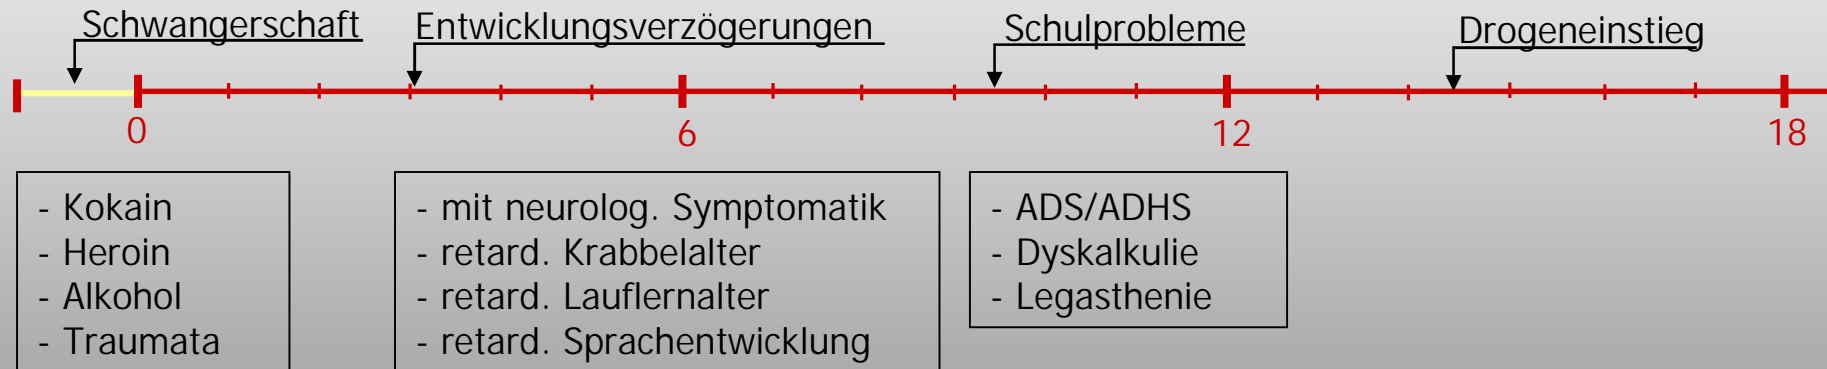 Schwangerschaft
Entwicklungsverzögerungen
Schulprobleme
Drogeneinstieg
0
6
12
18
- Kokain
- Heroin
- Alkohol
- Traumata
- mit neurolog. Symptomatik
- retard. Krabbelalter
- retard. Lauflernalter
- retard. Sprachentwicklung
- ADS/ADHS
- Dyskalkulie
- Legasthenie